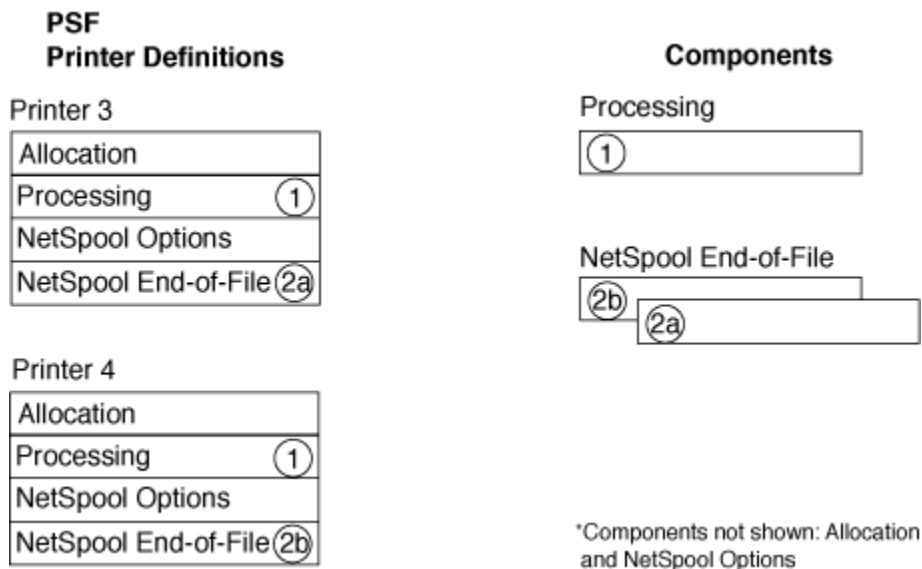 PSF
Printer Definitions
Printer 3
Allocation
Processing 1
NetSpool Options
NetSpool End-of-File 2a
Printer 4
Allocation
Processing 1
NetSpool Options
NetSpool End-of-File 2b
Components
Processing
1
NetSpool End-of-File
2b
2a
*Components not shown: Allocation
and NetSpool Options